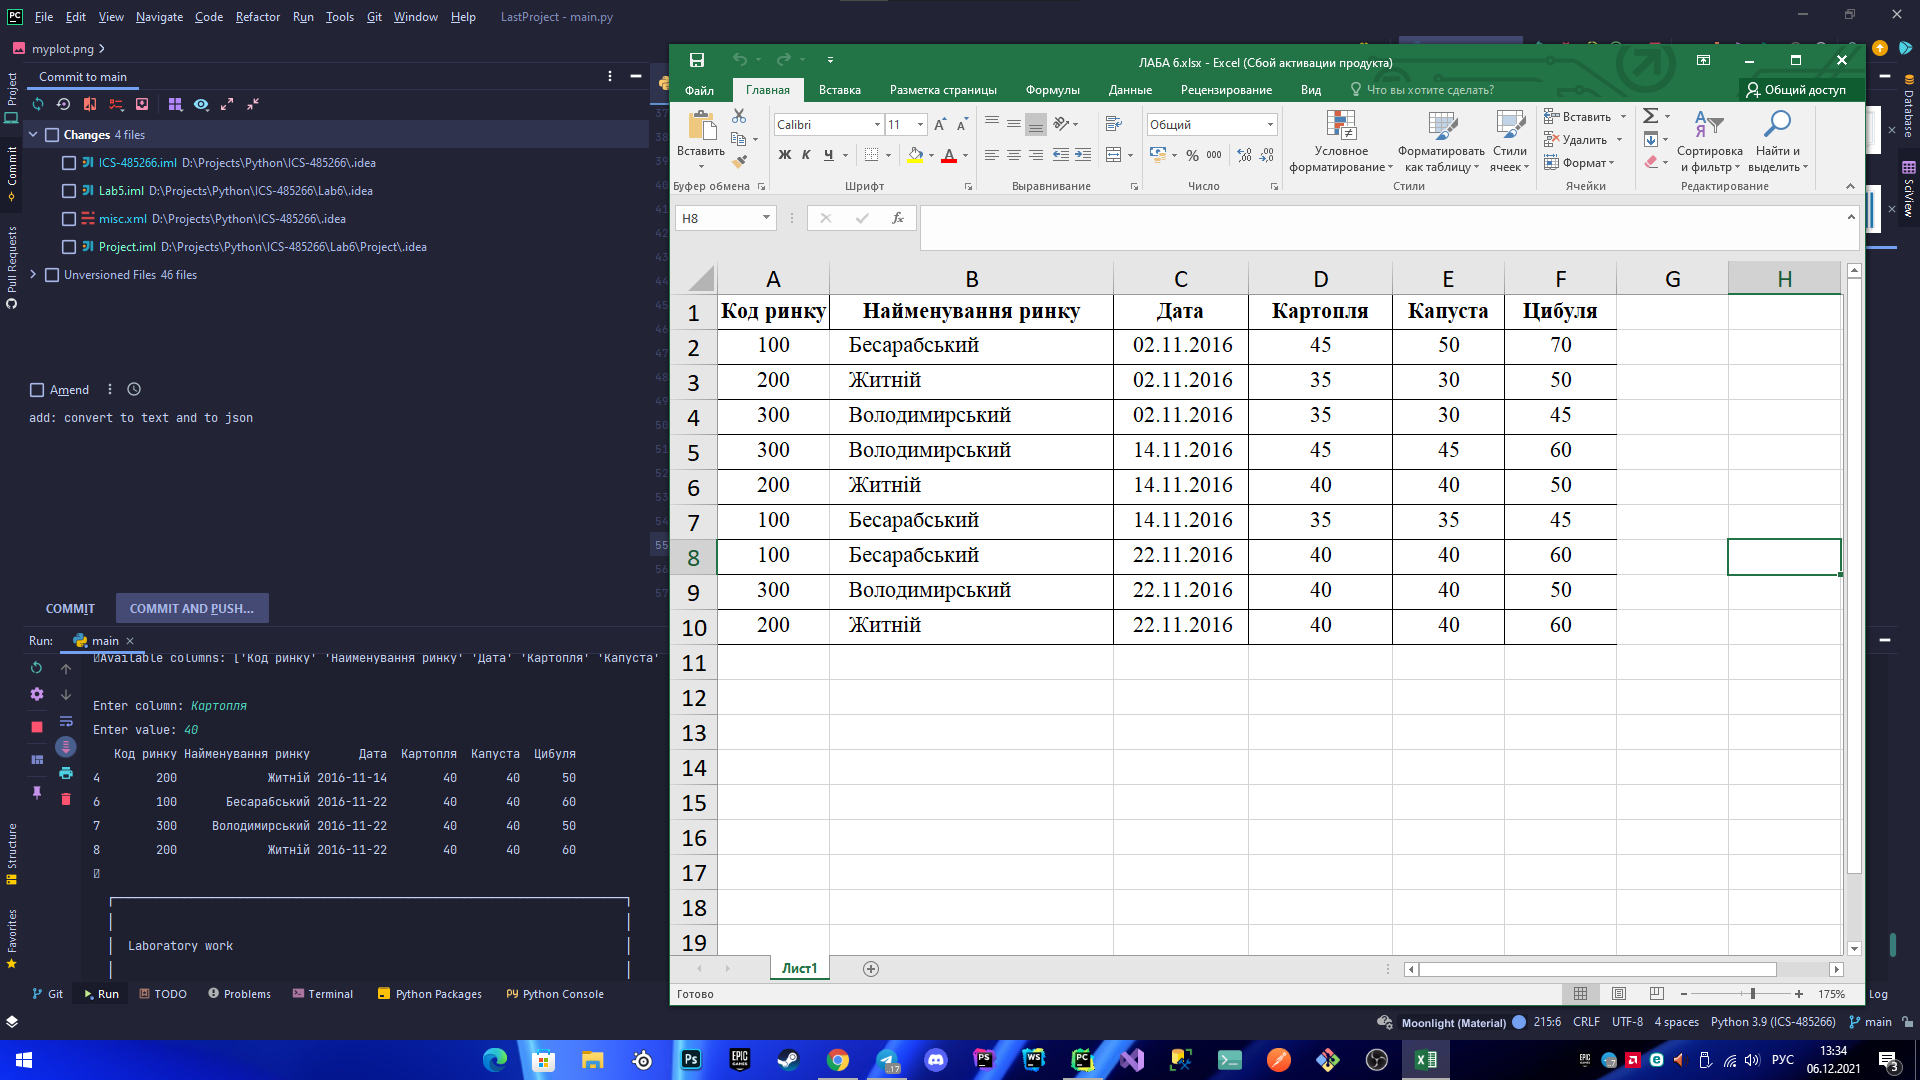 File Edit View Navigate Code Refactor Run Tools Git Window Help LastProject - main.py
myplot.png
Commit to main
Changes 4 files
ICS-485266.iml D:\Projects\Python\ICS-485266\.idea
Lab5.iml D:\Projects\Python\ICS-485266\Lab6\.idea
misc.xml D:\Projects\Python\ICS-485266\.idea
Project.iml D:\Projects\Python\ICS-485266\Lab6\Project\.idea
Unversioned Files 46 files
Amend
add: convert to text and to json
COMMIT COMMIT AND PUSH...
Project
Commit
Pull Requests
Structure
Favorites
Database
SciView
Run: main
Available columns: ['Код ринку' 'Найменування ринку' 'Дата' 'Картопля' 'Капуста'
Enter column: Картопля
Enter value: 40
Код ринку Найменування ринку Дата Картопля Капуста Цибуля
4 200 Житній 2016-11-14 40 40 50
6 100 Бесарабський 2016-11-22 40 40 60
7 300 Володимирський 2016-11-22 40 40 50
8 200 Житній 2016-11-22 40 40 60
Laboratory work
Git Run TODO Problems Terminal Python Packages Python Console
ЛАБА 6.xlsx - Excel (Сбой активации продукта)
Файл Главная Вставка Разметка страницы Формулы Данные Рецензирование Вид Что вы хотите сделать? Общий доступ
Вставить
Буфер обмена
Calibri 11
Ж К Ч
Шрифт
Выравнивание
Общий
% 000
Число
Условное форматирование
Форматировать как таблицу
Стили ячеек
Стили
Вставить
Удалить
Формат
Ячейки
Сортировка и фильтр
Найти и выделить
Редактирование
H8
fx
A B C D E F G H
1 Код ринку Найменування ринку Дата Картопля Капуста Цибуля
2 100 Бесарабський 02.11.2016 45 50 70
3 200 Житній 02.11.2016 35 30 50
4 300 Володимирський 02.11.2016 35 30 45
5 300 Володимирський 14.11.2016 45 45 60
6 200 Житній 14.11.2016 40 40 50
7 100 Бесарабський 14.11.2016 35 35 45
8 100 Бесарабський 22.11.2016 40 40 60
9 300 Володимирський 22.11.2016 40 40 50
10 200 Житній 22.11.2016 40 40 60
11
12
13
14
15
16
17
18
19
Лист1
Готово 175%
Log
Moonlight (Material) 215:6 CRLF UTF-8 4 spaces Python 3.9 (ICS-485266) main
РУС 13:34
06.12.2021